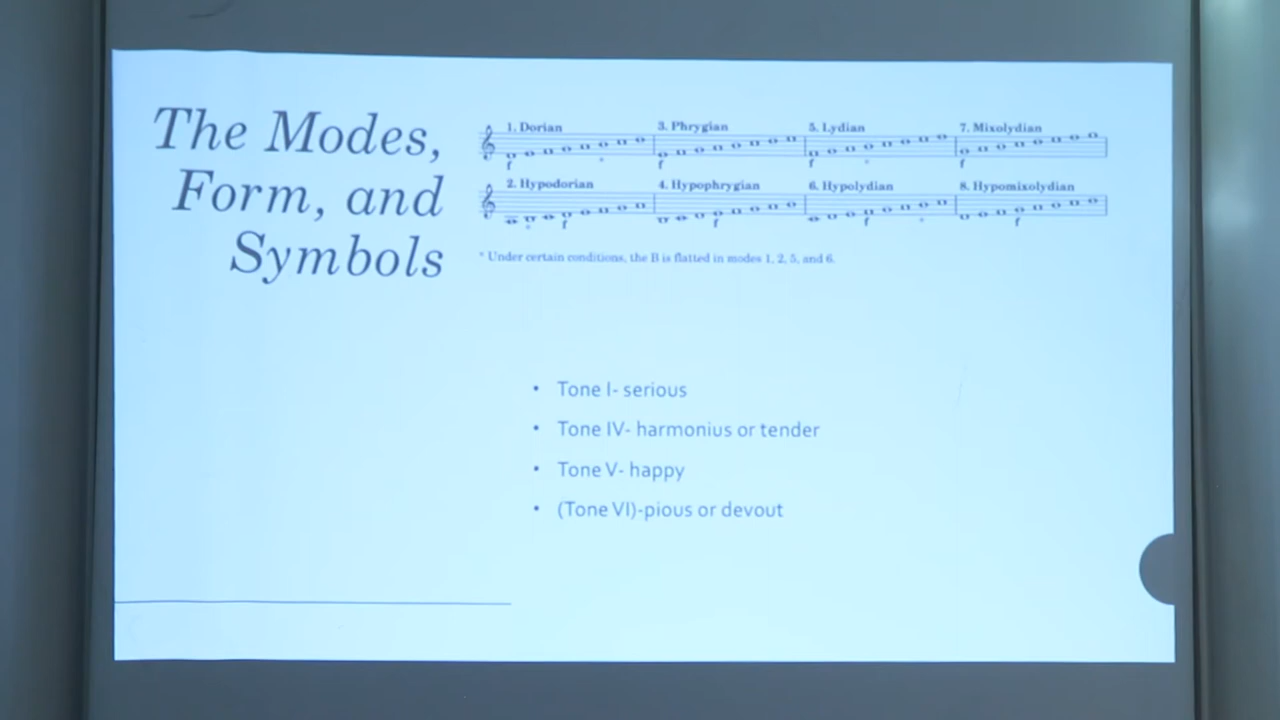 The Modes,
Form, and
Symbols
1. Dorian 3. Phrygian 5. Lydian 7. Mixolydian
f f f f
2. Hypodorian 4. Hypophrygian 6. Hypolydian 8. Hypomixolydian
f f f f
* Under certain conditions, the B is flatted in modes 1, 2, 5, and 6.
• Tone I- serious
• Tone IV- harmonius or tender
• Tone V- happy
• (Tone VI)-pious or devout